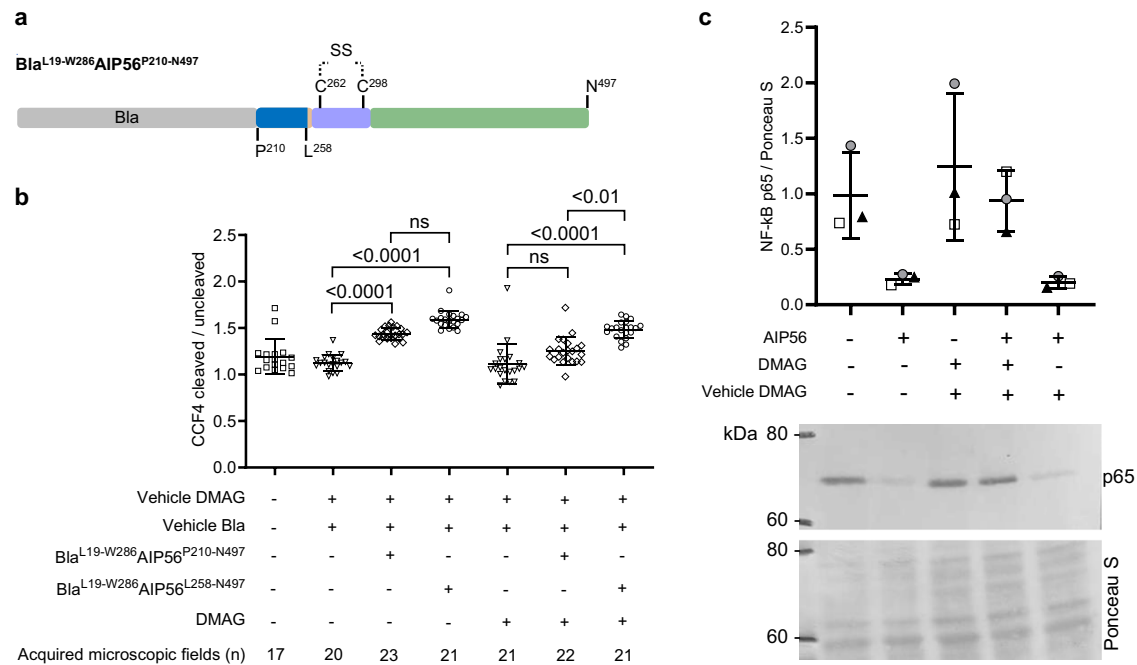 a
Bla^L19-W286AIP56^P210-N497
SS
C^262 C^298 N^497
Bla
P^210 L^258
b
<0.01
ns <0.0001
<0.0001 ns
<0.0001
CCF4 cleaved / uncleaved
2.5
2.0
1.5
1.0
0.5
0.0
Vehicle DMAG - + + + + + +
Vehicle Bla - + + + + + +
Bla^L19-W286AIP56^P210-N497 - - + - - + -
Bla^L19-W286AIP56^L258-N497 - - - + - - +
DMAG - - - - + + +
Acquired microscopic fields (n) 17 20 23 21 21 22 21
c
NF-kB p65 / Ponceau S
2.5
2.0
1.5
1.0
0.5
0.0
AIP56 - + - + +
DMAG - - + + -
Vehicle DMAG - - + + +
kDa 80
p65
60
80
Ponceau S
60